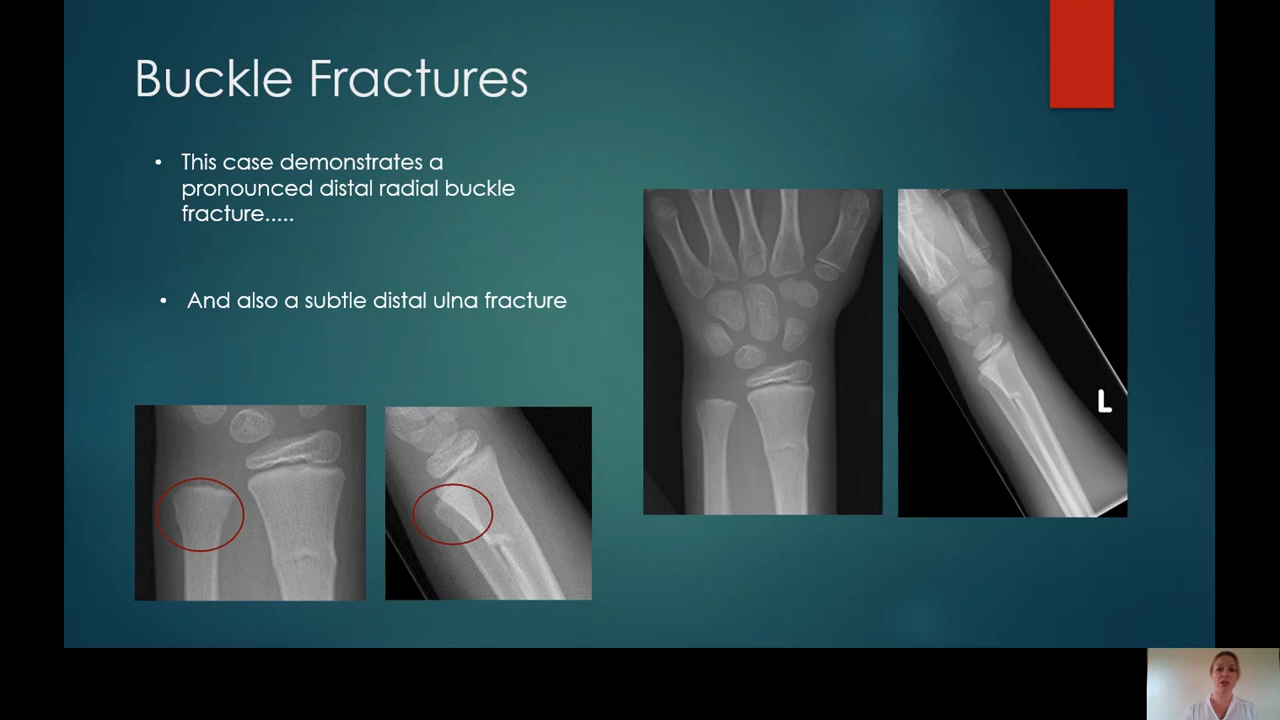 Buckle Fractures
• This case demonstrates a
pronounced distal radial buckle
fracture.....
• And also a subtle distal ulna fracture
L